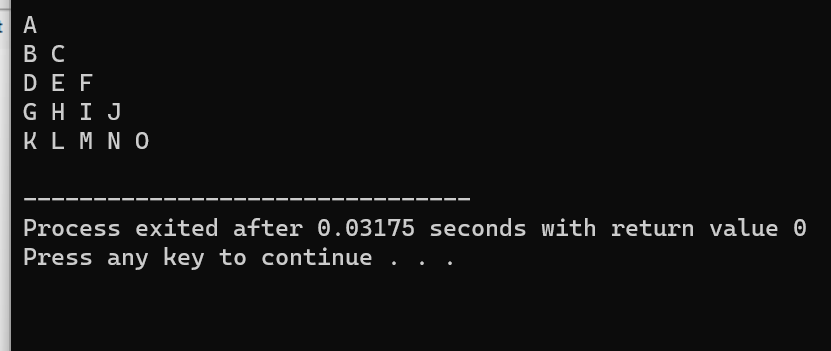 A
B C
D E F
G H I J
K L M N O
--------------------------------
Process exited after 0.03175 seconds with return value 0
Press any key to continue . . .